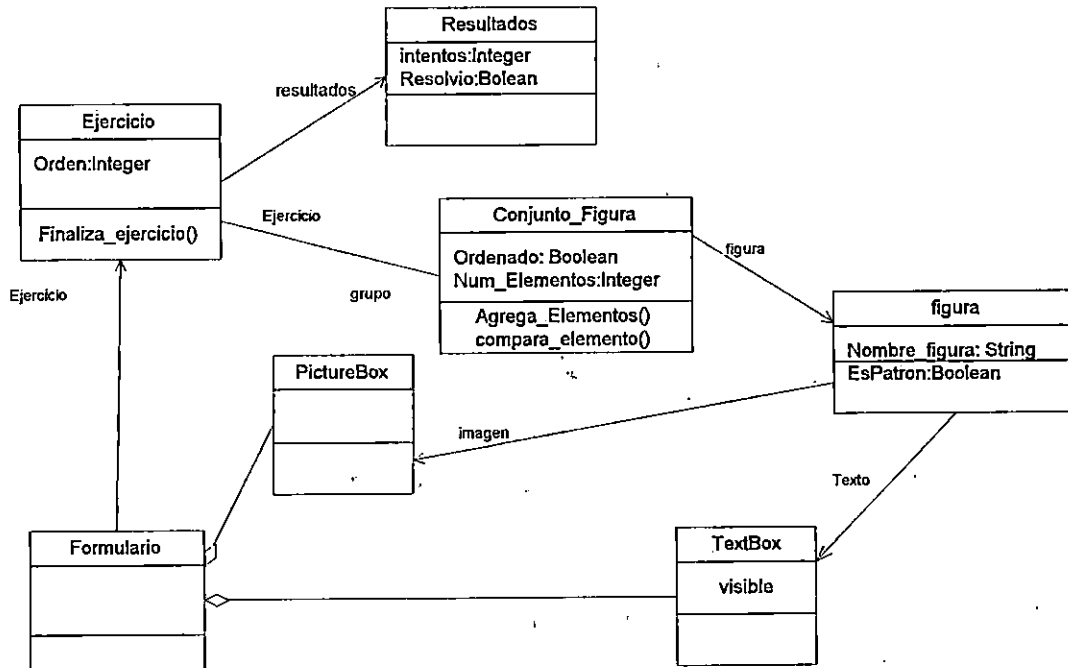 Resultados
intentos:Integer
Resolvio:Bolean
resultados
Ejercicio
Orden:Integer
Finaliza_ejercicio()
Ejercicio
Conjunto_Figura
Ordenado: Boolean
Num_Elementos:Integer
Agrega_Elementos()
compara_elemento()
figura
Ejercicio
grupo
figura
Nombre_figura: String
EsPatron:Boolean
PictureBox
imagen
Texto
Formulario
TextBox
visible